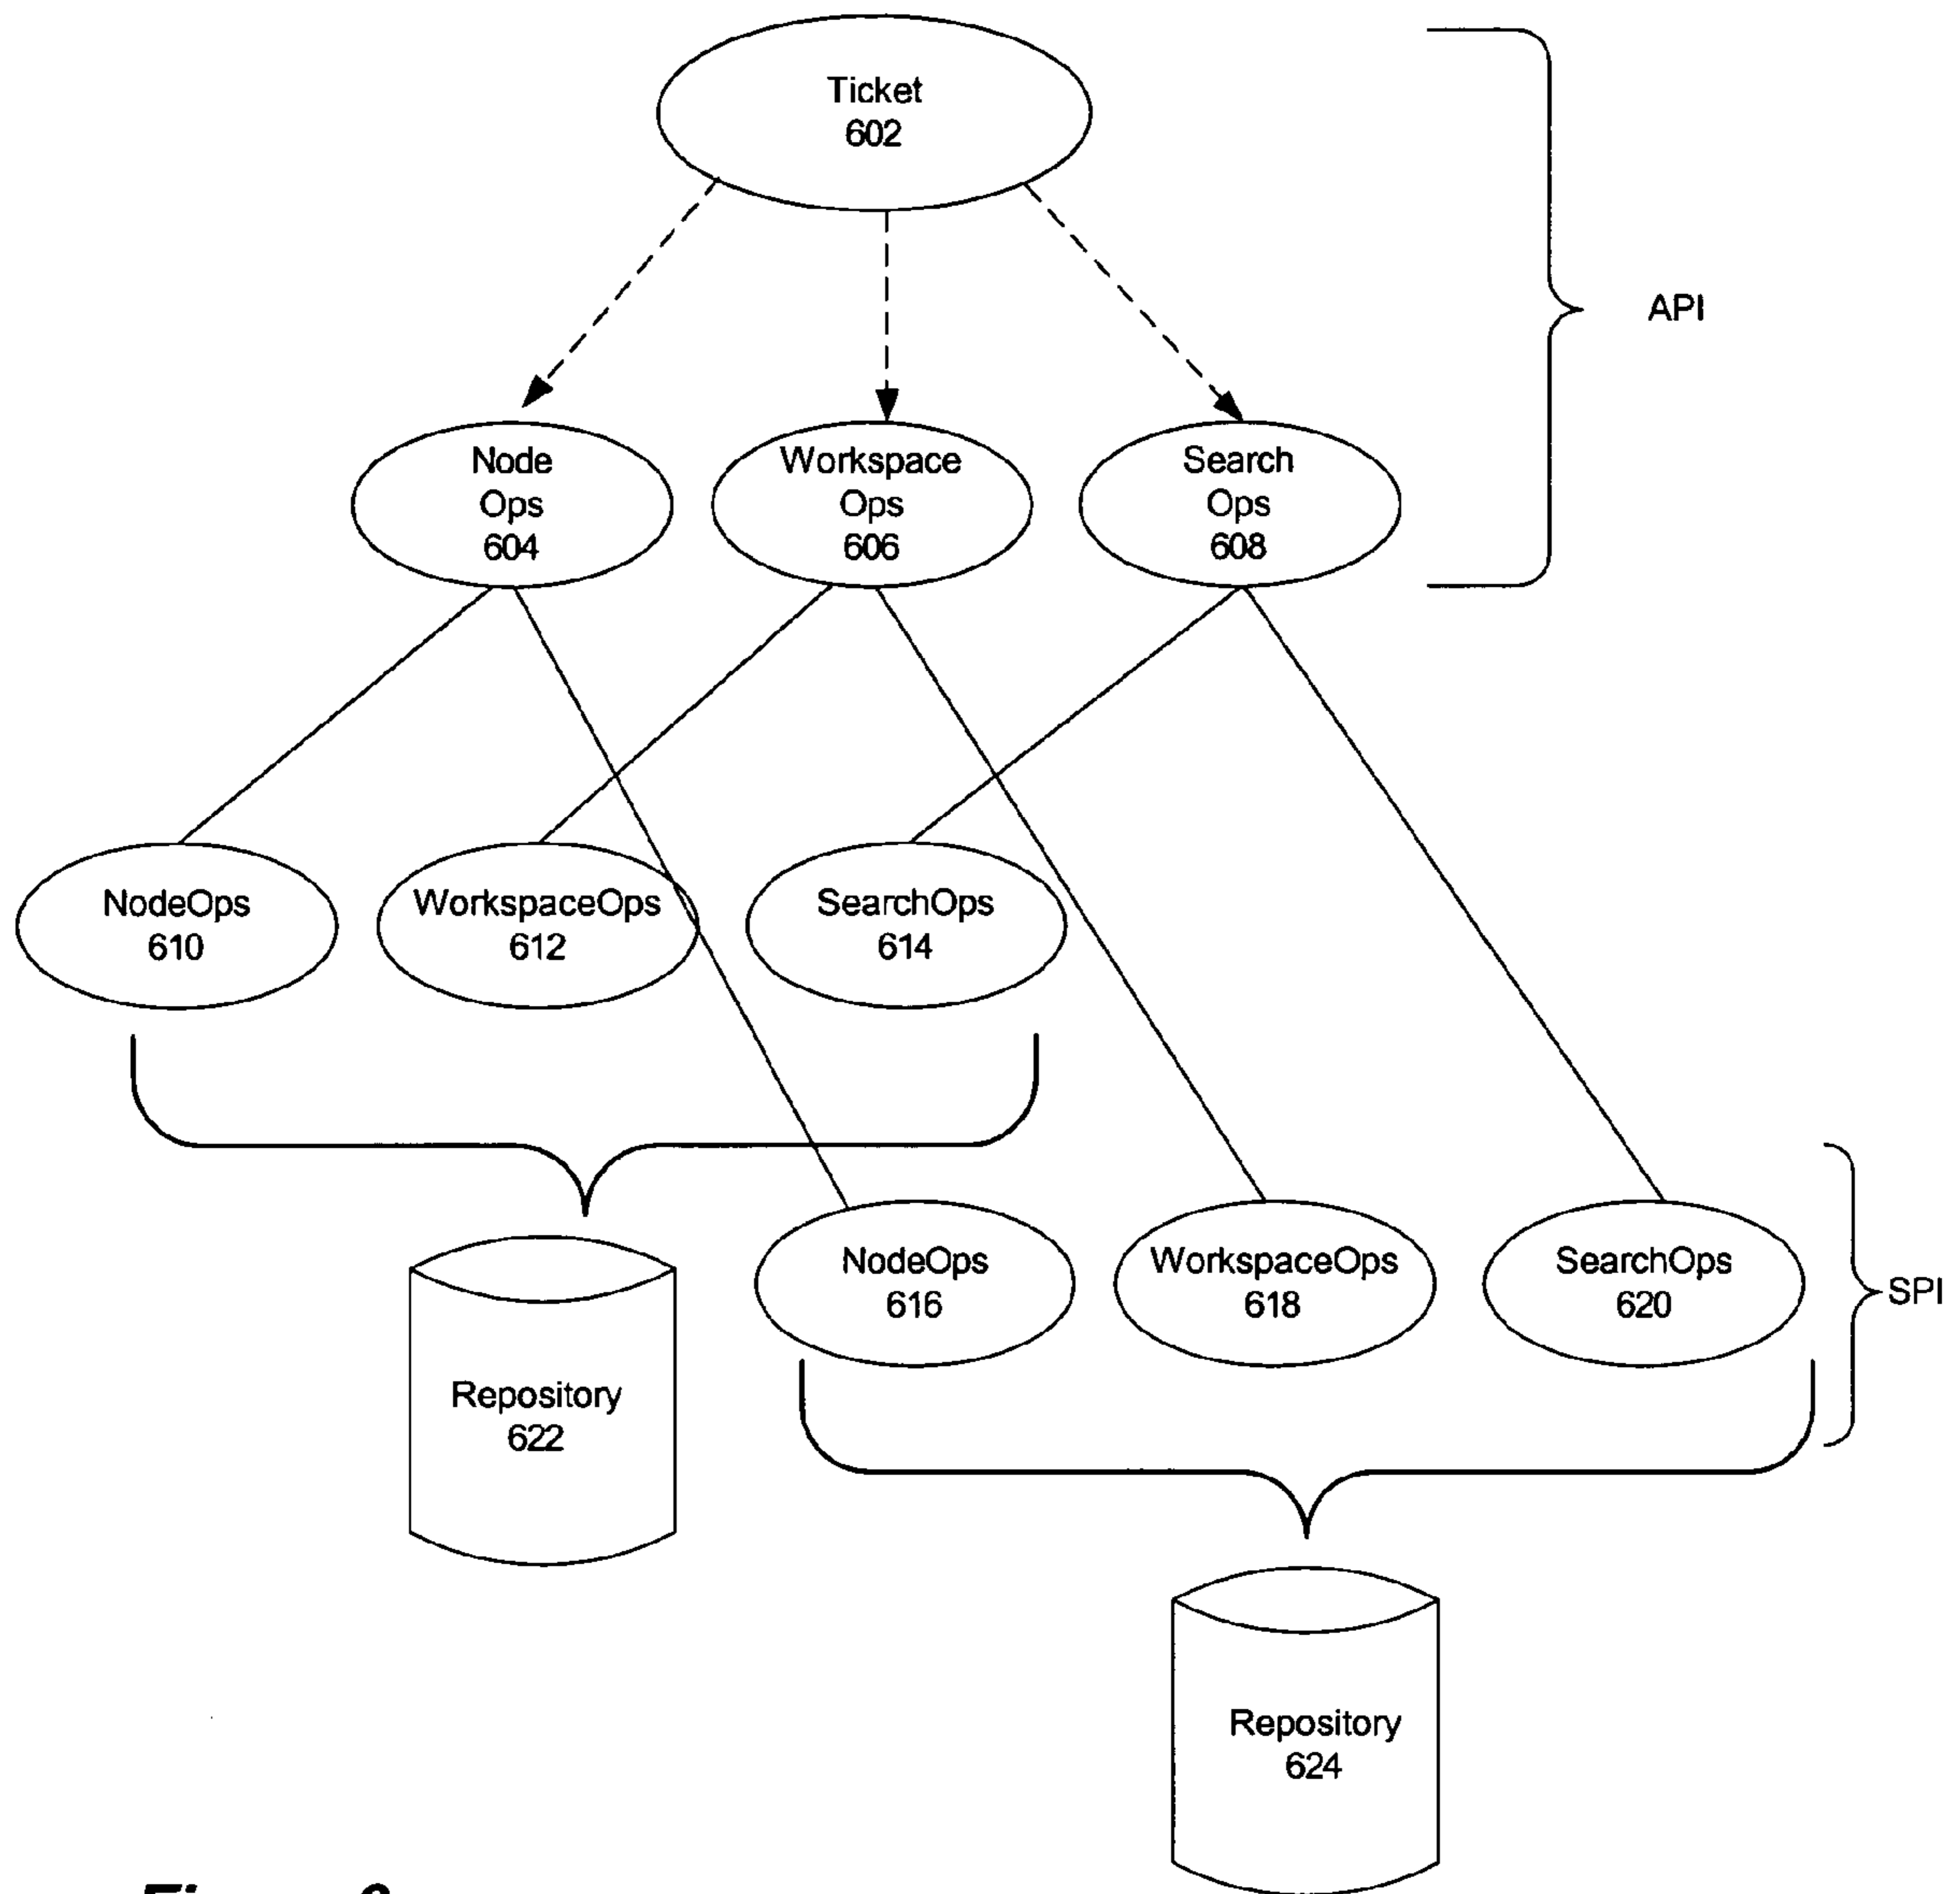 Ticket
602
API
Node
Ops
604
Workspace
Ops
606
Search
Ops
608
NodeOps
610
WorkspaceOps
612
SearchOps
614
NodeOps
616
WorkspaceOps
618
SearchOps
620
SPI
Repository
622
Repository
624